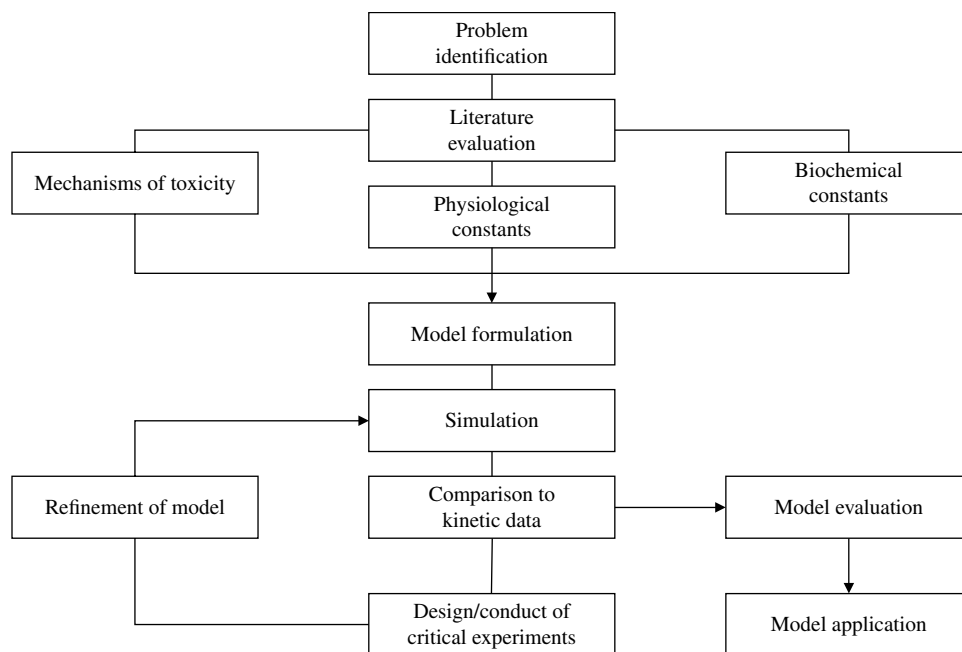 Problem
identification
Literature
evaluation
Mechanisms of toxicity
Physiological
constants
Biochemical
constants
Model formulation
Simulation
Refinement of model
Comparison to
kinetic data
Model evaluation
Design/conduct of
critical experiments
Model application